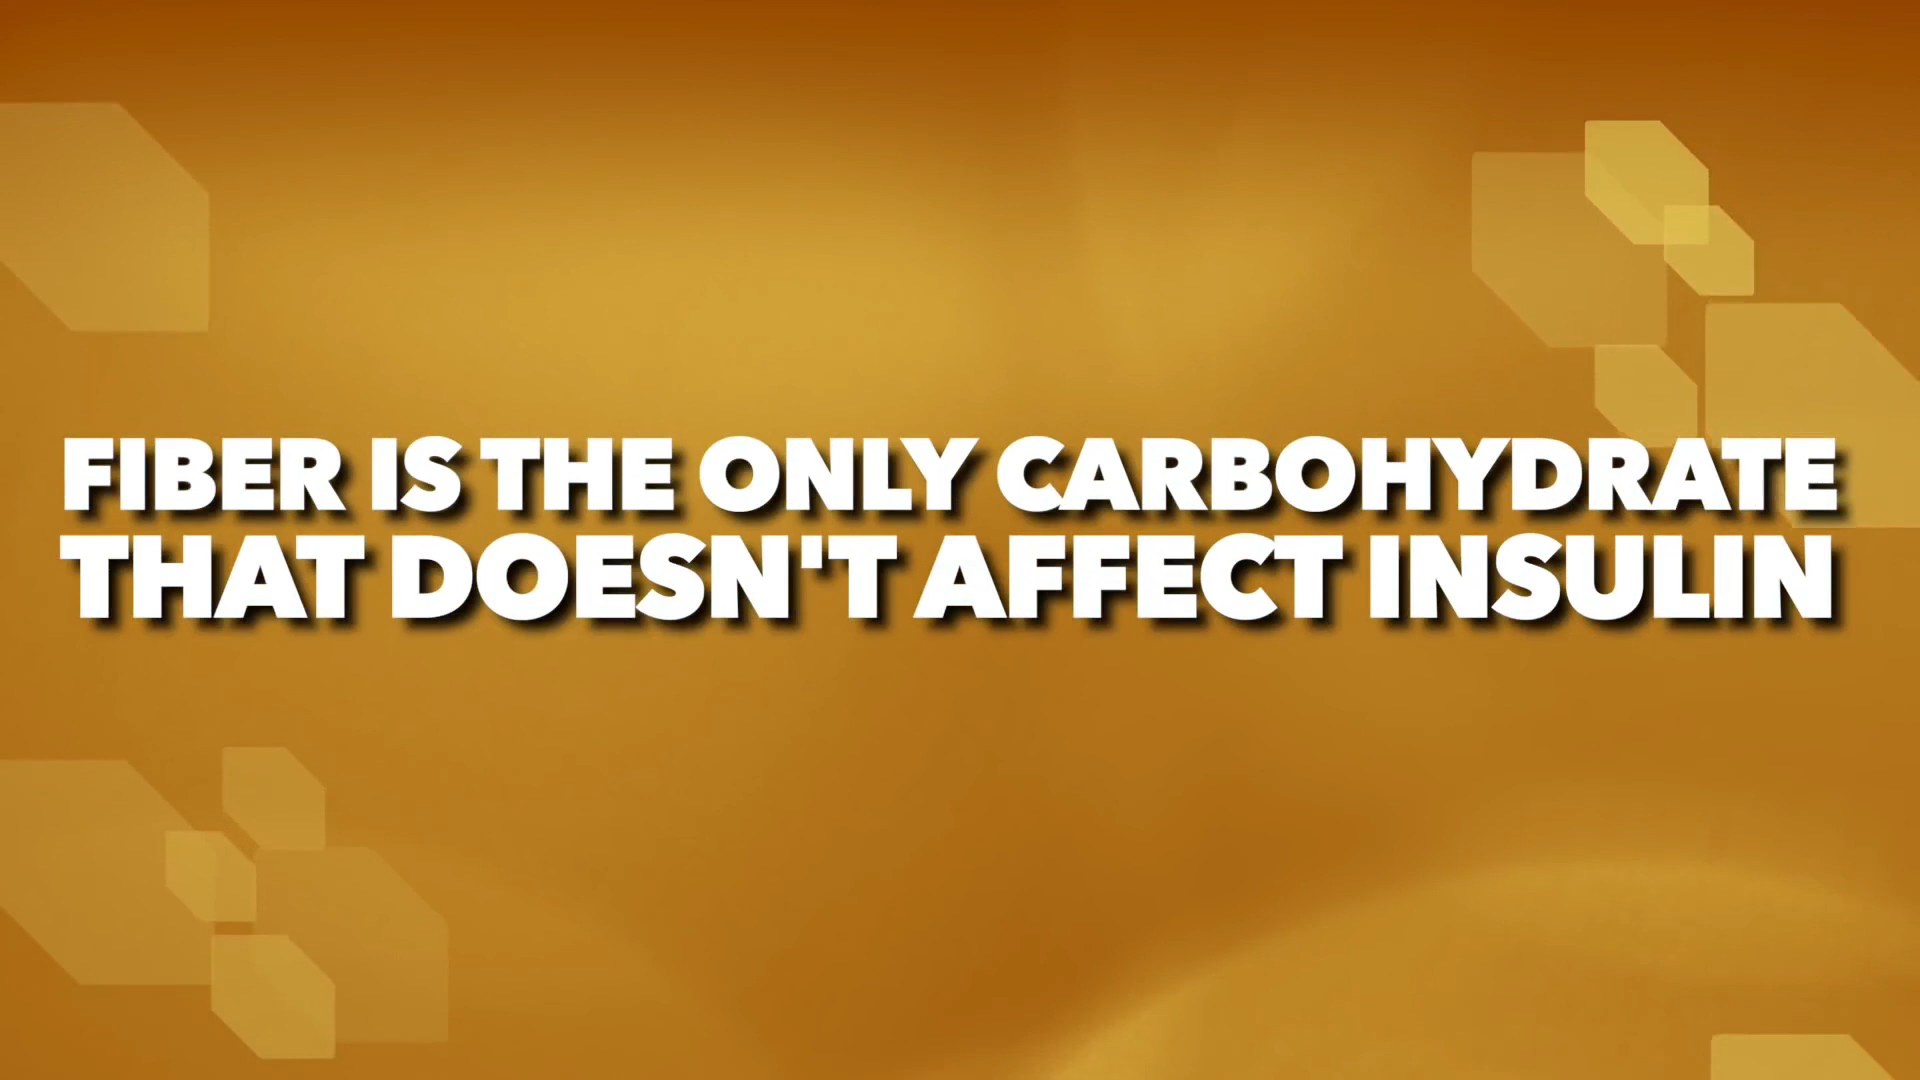 FIBER IS THE ONLY CARBOHYDRATE
THAT DOESN'T AFFECT INSULIN